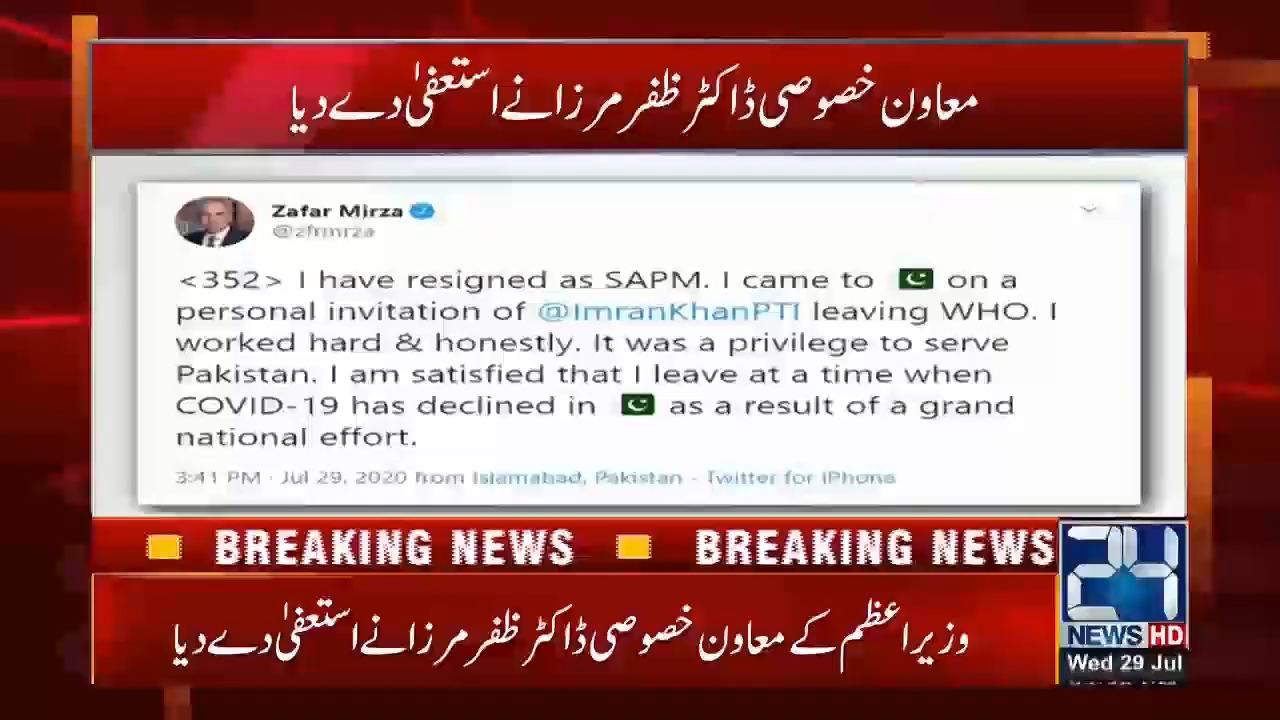 معاون خصوصی ڈاکٹر ظفر مرزا نے استعفیٰ دے دیا
Zafar Mirza
@zfrmrza
<352> I have resigned as SAPM. I came to 🇵🇰 on a
personal invitation of @ImranKhanPTI leaving WHO. I
worked hard & honestly. It was a privilege to serve
Pakistan. I am satisfied that I leave at a time when
COVID-19 has declined in 🇵🇰 as a result of a grand
national effort.
3:41 PM · Jul 29, 2020 from Islamabad, Pakistan · Twitter for iPhone
BREAKING NEWS BREAKING NEWS
وزیراعظم کے معاون خصوصی ڈاکٹر ظفر مرزا نے استعفیٰ دے دیا
24
NEWS HD
Wed 29 Jul